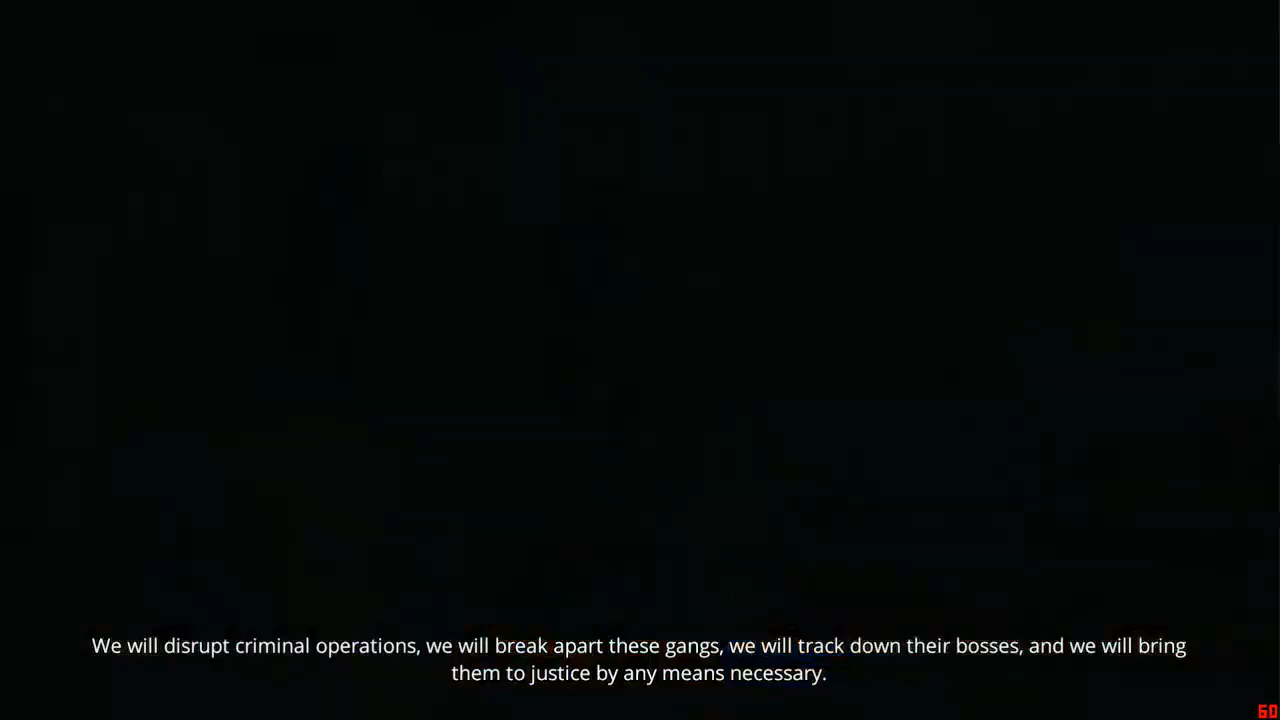 We will disrupt criminal operations, we will break apart these gangs, we will track down their bosses, and we will bring
them to justice by any means necessary.
60